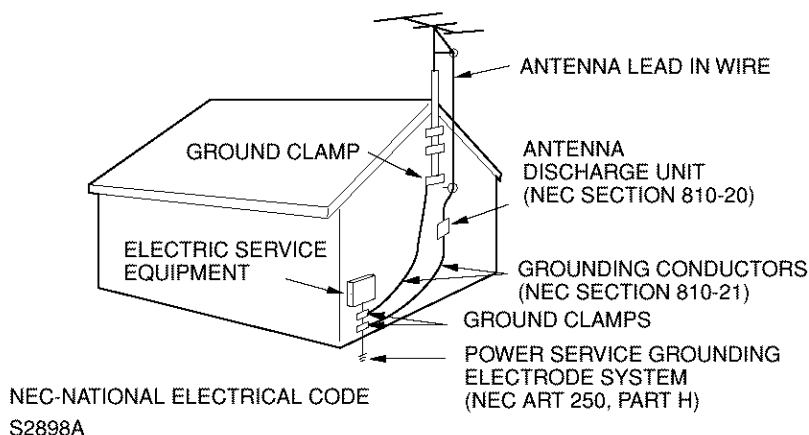 ANTENNA LEAD IN WIRE
GROUND CLAMP
ANTENNA
DISCHARGE UNIT
(NEC SECTION 810-20)
ELECTRIC SERVICE
EQUIPMENT
GROUNDING CONDUCTORS
(NEC SECTION 810-21)
GROUND CLAMPS
POWER SERVICE GROUNDING
ELECTRODE SYSTEM
(NEC ART 250, PART H)
NEC-NATIONAL ELECTRICAL CODE
S2898A